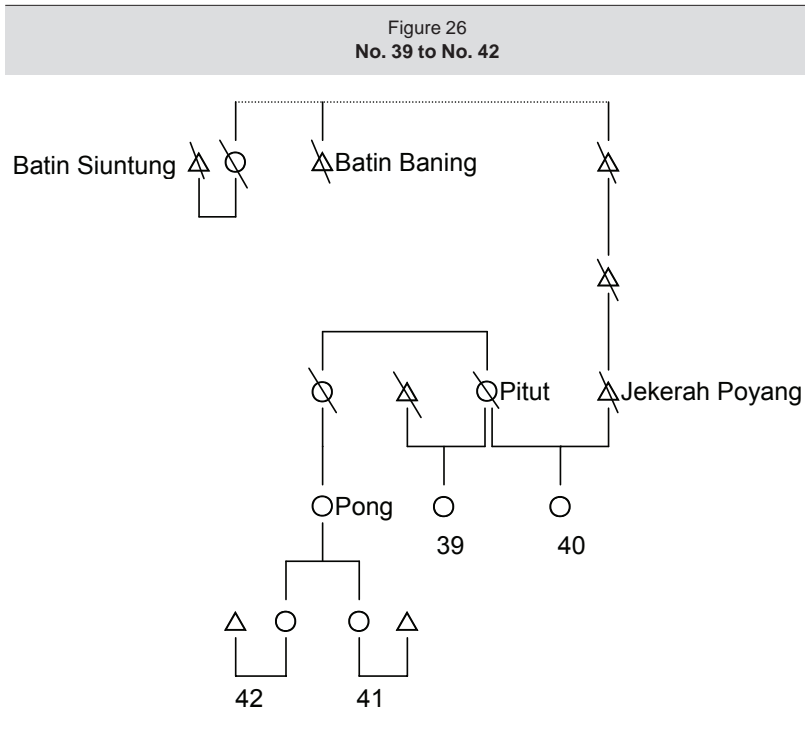 Figure 26
No. 39 to No. 42
Batin Siuntung
Batin Baning
Pitut
Jekerah Poyang
Pong
39
40
42
41